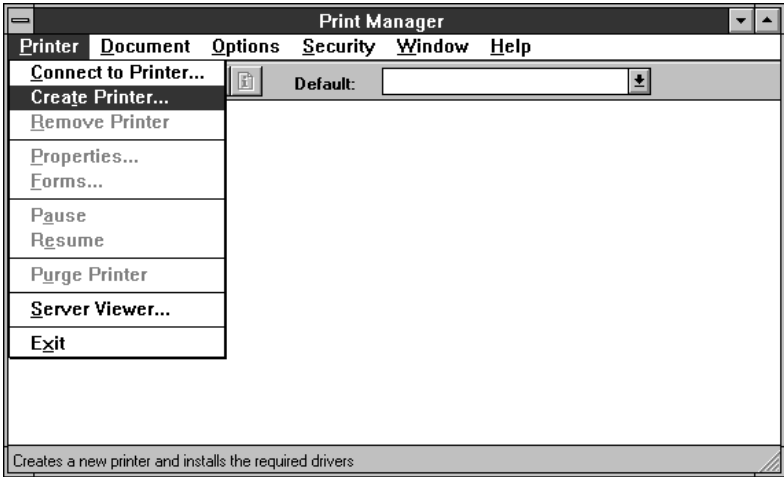 Print Manager
Printer Document Options Security Window Help
Connect to Printer...
Default:
Create Printer...
Remove Printer
Properties...
Forms...
Pause
Resume
Purge Printer
Server Viewer...
Exit
Creates a new printer and installs the required drivers